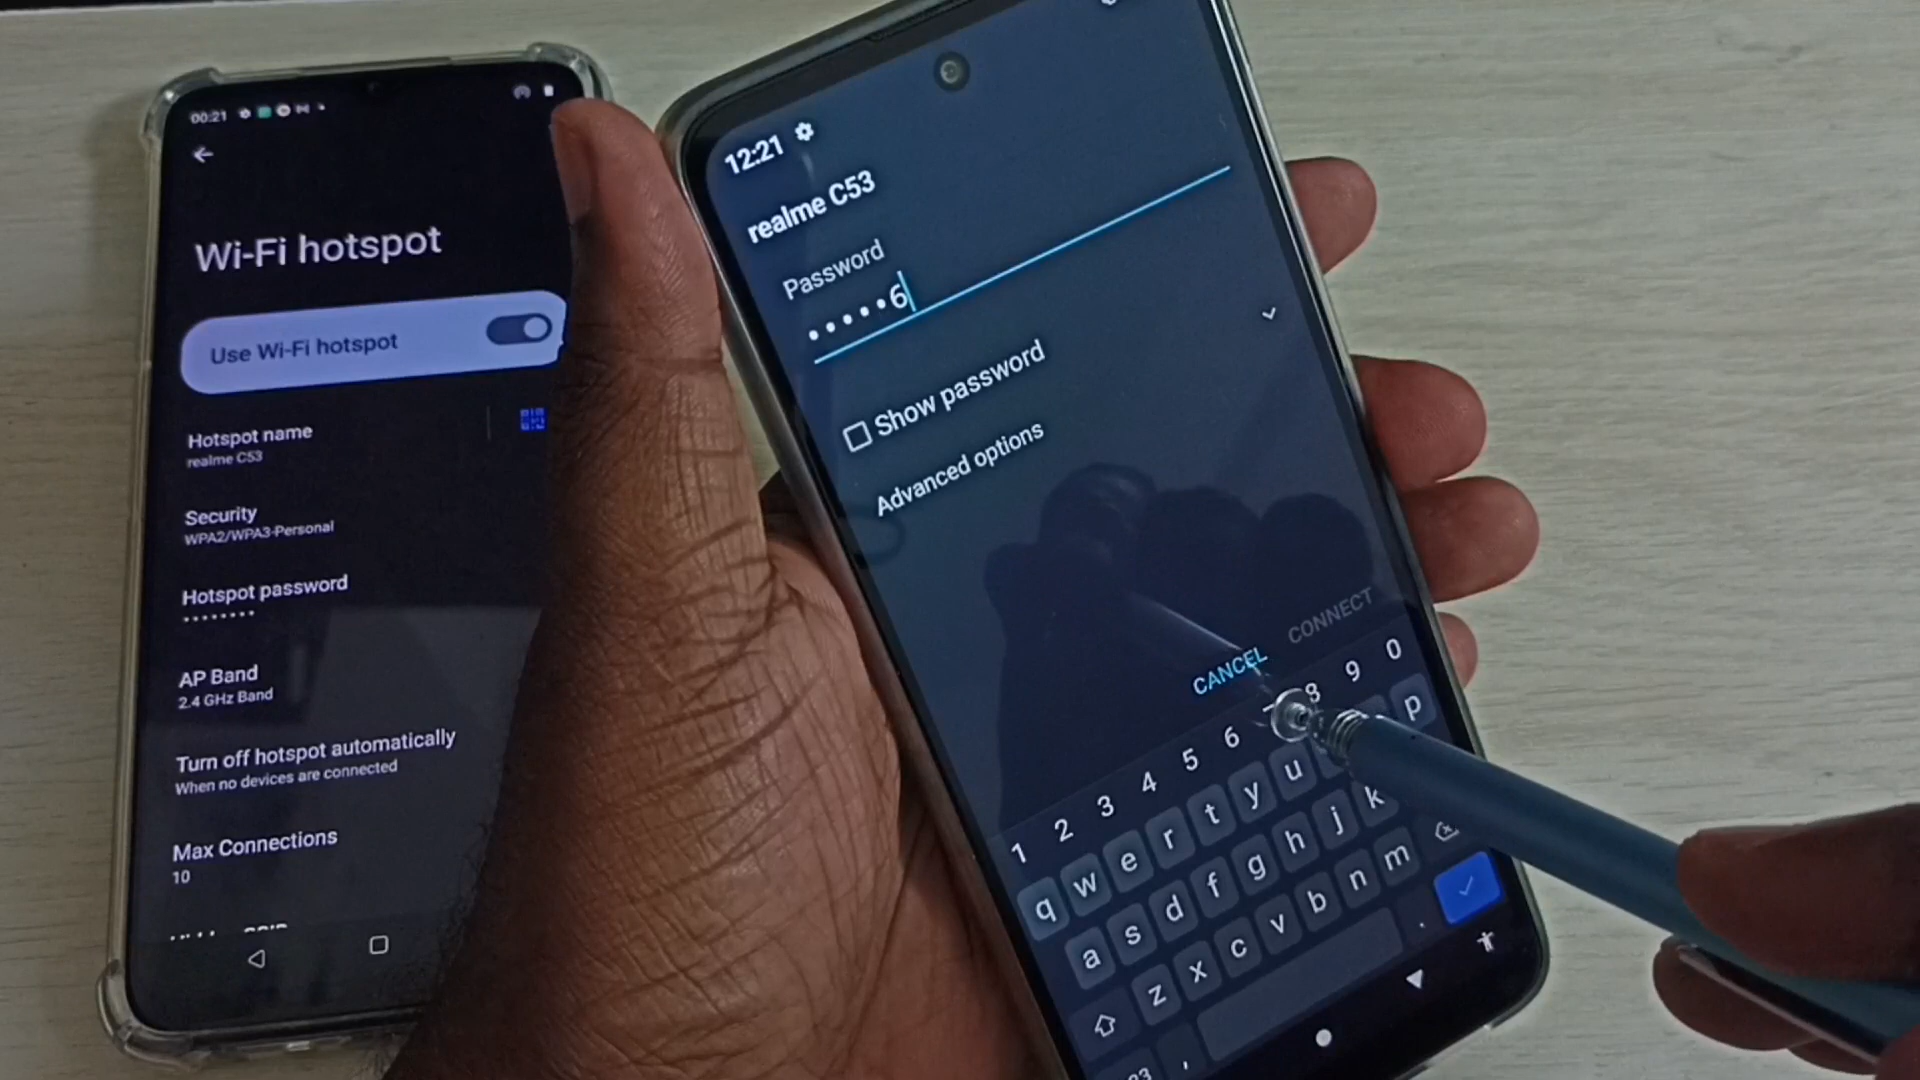 00:21
Wi-Fi hotspot
Use Wi-Fi hotspot
Hotspot name
realme C53
Security
WPA2/WPA3-Personal
Hotspot password
••••••••
AP Band
2.4 GHz Band
Turn off hotspot automatically
When no devices are connected
Max Connections
10
12:21
realme C53
Password
•••••6
Show password
Advanced options
CANCEL
CONNECT
1 2 3 4 5 6 8 9 0
q w e r t y u p
a s d f g h j k
z x c v b n m
, .